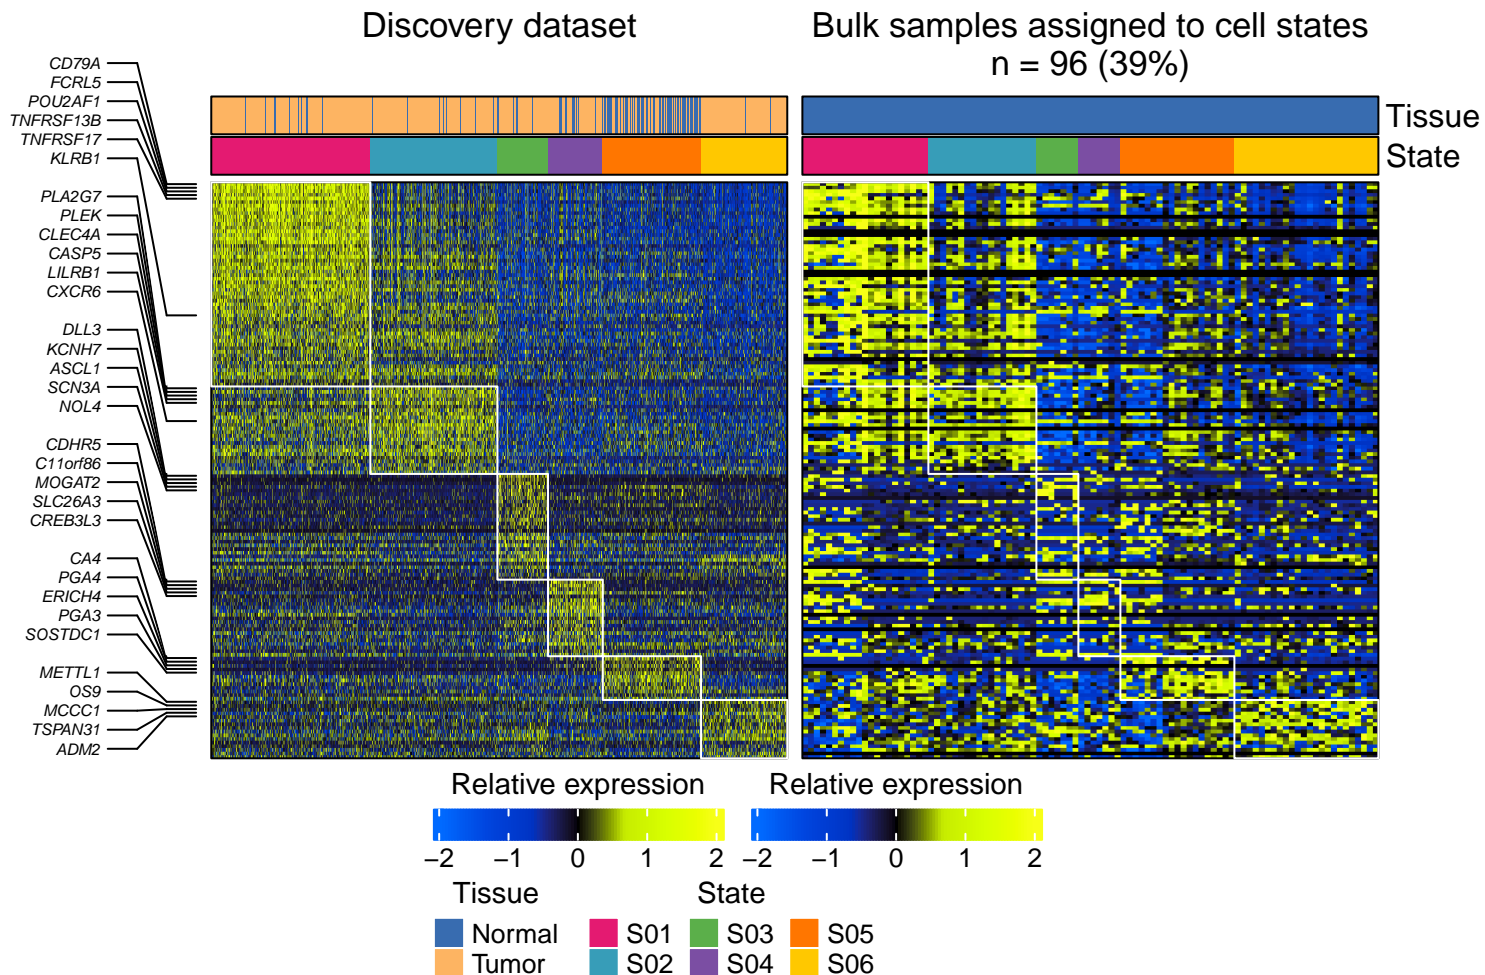 Discovery dataset
Bulk samples assigned to cell states
n = 96 (39%)
CD79A
FCRL5
POU2AF1
TNFRSF13B
TNFRSF17
KLRB1
PLA2G7
PLEK
CLEC4A
CASP5
LILRB1
CXCR6
DLL3
KCNH7
ASCL1
SCN3A
NOL4
CDHR5
C11orf86
MOGAT2
SLC26A3
CREB3L3
CA4
PGA4
ERICH4
PGA3
SOSTDC1
METTL1
OS9
MCCC1
TSPAN31
ADM2
Tissue
State
Relative expression
−2 −1 0 1 2
Relative expression
−2 −1 0 1 2
Tissue
Normal
Tumor
State
S01 S03 S05
S02 S04 S06